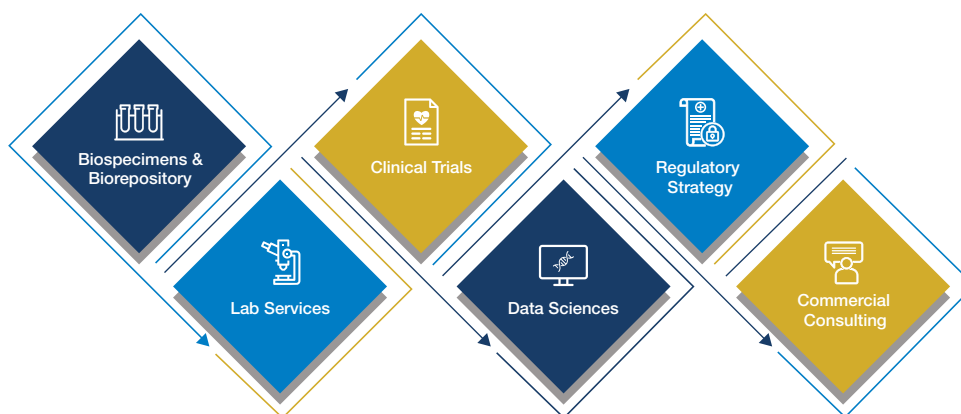 Biospecimens &
Biorepository
Lab Services
Clinical Trials
Data Sciences
Regulatory
Strategy
Commercial
Consulting